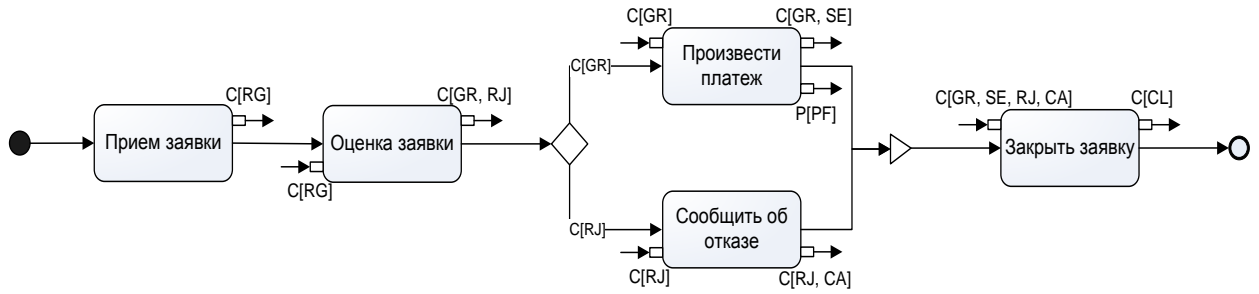 C[RG]
Прием заявки
C[GR, RJ]
Оценка заявки
C[RG]
C[GR]
C[GR]
C[GR, SE]
Произвести
платеж
P[PF]
C[RJ]
Сообщить об
отказе
C[RJ]
C[RJ, CA]
C[GR, SE, RJ, CA]
C[CL]
Закрыть заявку